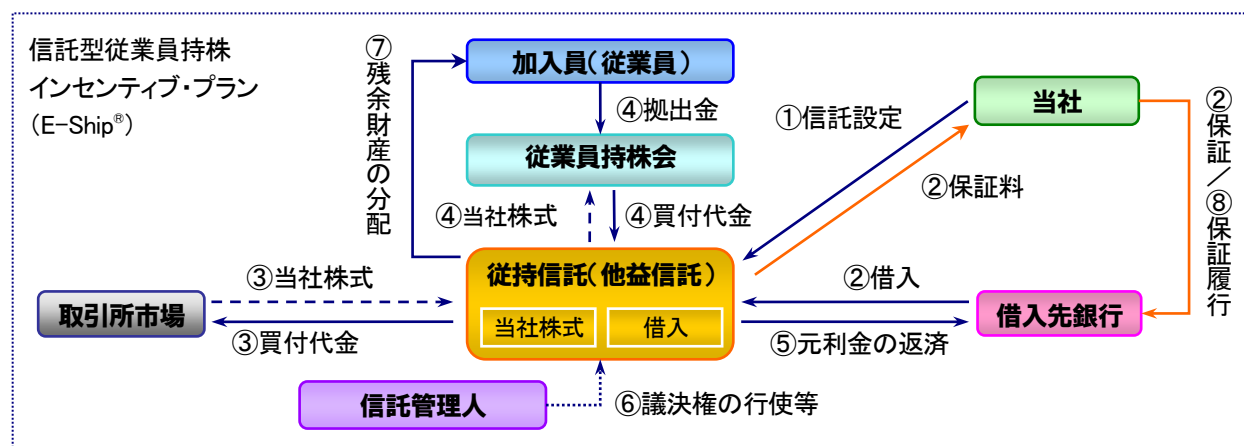 信託型従業員持株
インセンティブ・プラン
（E-Ship®）
⑦残余財産の分配
加入員（従業員）
④拠出金
従業員持株会
④当社株式
④買付代金
①信託設定
②保証料
当社
②保証／⑧保証履行
従持信託（他益信託）
当社株式
借入
③当社株式
取引所市場
③買付代金
②借入
借入先銀行
⑤元利金の返済
信託管理人
⑥議決権の行使等